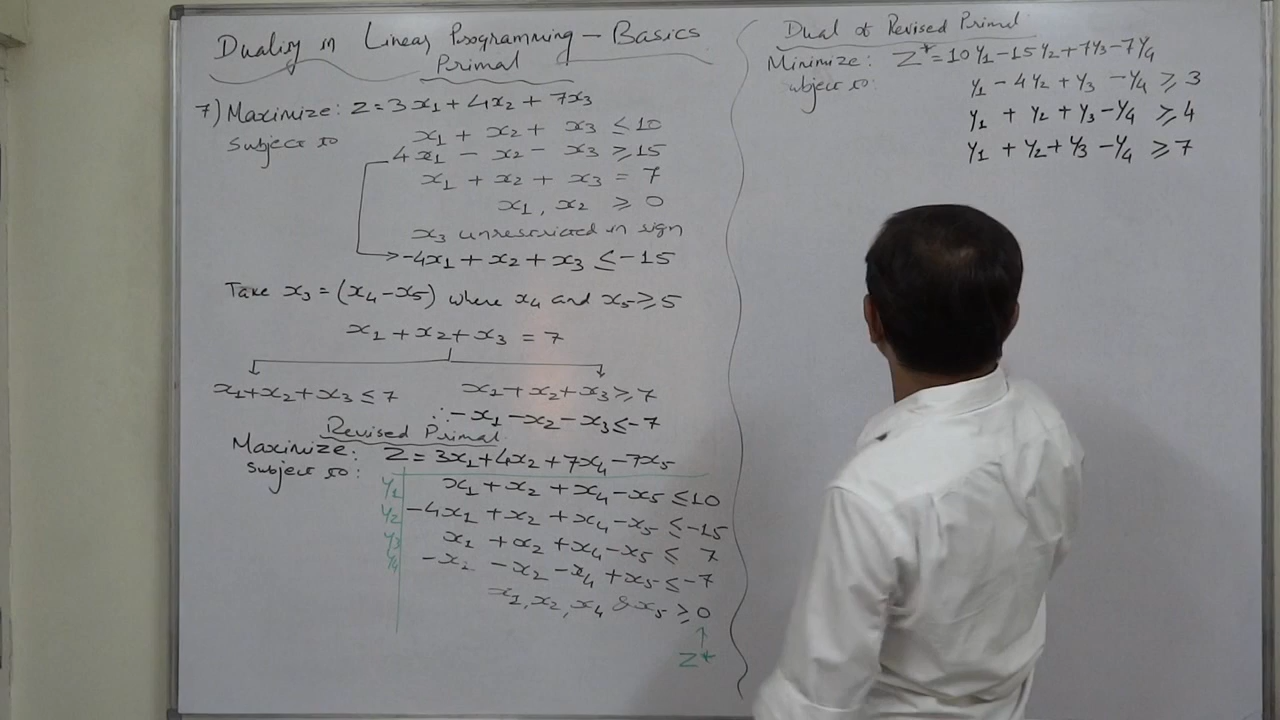 Duality in Linear Programming – Basics
Primal
7) Maximize: Z = 3x₁ + 4x₂ + 7x₃
Subject to
x₁ + x₂ + x₃ ≤ 10
4x₁ - x₂ - x₃ ≥ 15
x₁ + x₂ + x₃ = 7
x₁, x₂ ≥ 0
x₃ unrestricted in sign
-4x₁ + x₂ + x₃ ≤ -15
Take x₃ = (x₄ - x₅) where x₄ and x₅ ≥ 5
x₁ + x₂ + x₃ = 7
x₁ + x₂ + x₃ ≤ 7 x₁ + x₂ + x₃ ≥ 7
∴ -x₁ - x₂ - x₃ ≤ -7
Revised Primal
Maximize: Z = 3x₁ + 4x₂ + 7x₄ - 7x₅
Subject to:
y₁ x₁ + x₂ + x₄ - x₅ ≤ 10
y₂ -4x₁ + x₂ + x₄ - x₅ ≤ -15
y₃ x₁ + x₂ + x₄ - x₅ ≤ 7
y₄ -x₁ - x₂ - x₄ + x₅ ≤ -7
x₁, x₂, x₄ & x₅ ≥ 0
Z*
Dual of Revised Primal
Minimize: Z* = 10y₁ - 15y₂ + 7y₃ - 7y₄
ubject to:
y₁ - 4y₂ + y₃ - y₄ ≥ 3
y₁ + y₂ + y₃ - y₄ ≥ 4
y₁ + y₂ + y₃ - y₄ ≥ 7